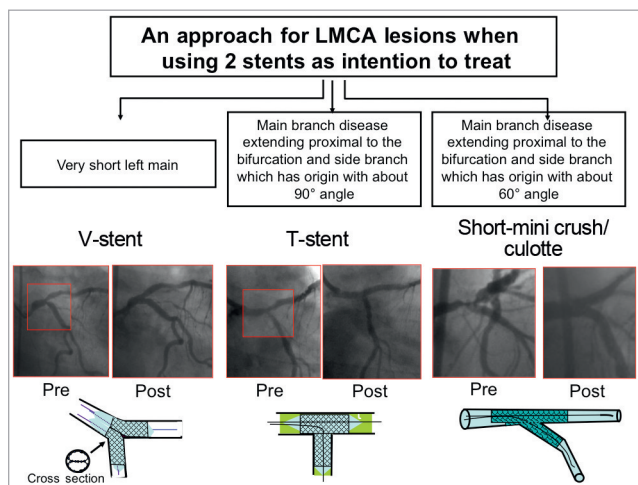 An approach for LMCA lesions when
using 2 stents as intention to treat
Very short left main
Main branch disease
extending proximal to the
bifurcation and side branch
which has origin with about
90° angle
Main branch disease
extending proximal to the
bifurcation and side branch
which has origin with about
60° angle
V-stent
T-stent
Short-mini crush/
culotte
Pre
Post
Pre
Post
Pre
Post
Cross section